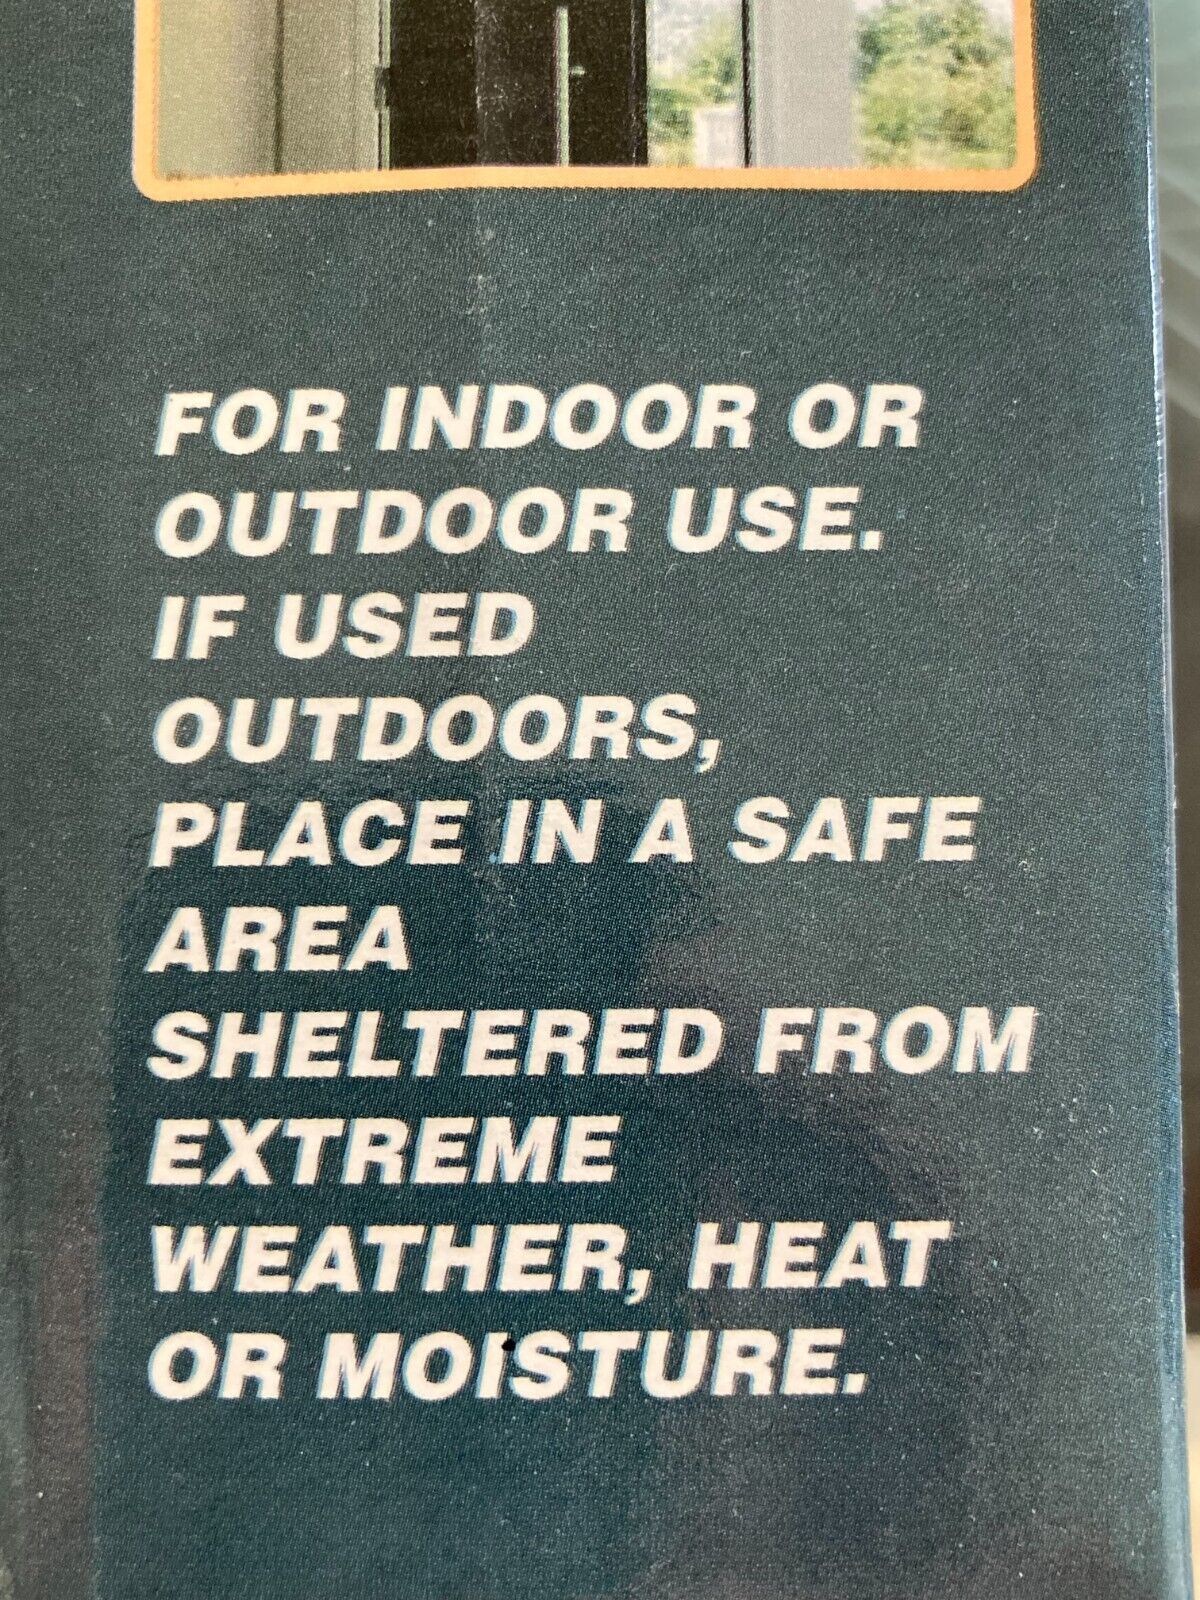 FOR INDOOR OR
OUTDOOR USE.
IF USED
OUTDOORS,
PLACE IN A SAFE
AREA
SHELTERED FROM
EXTREME
WEATHER, HEAT
OR MOISTURE.